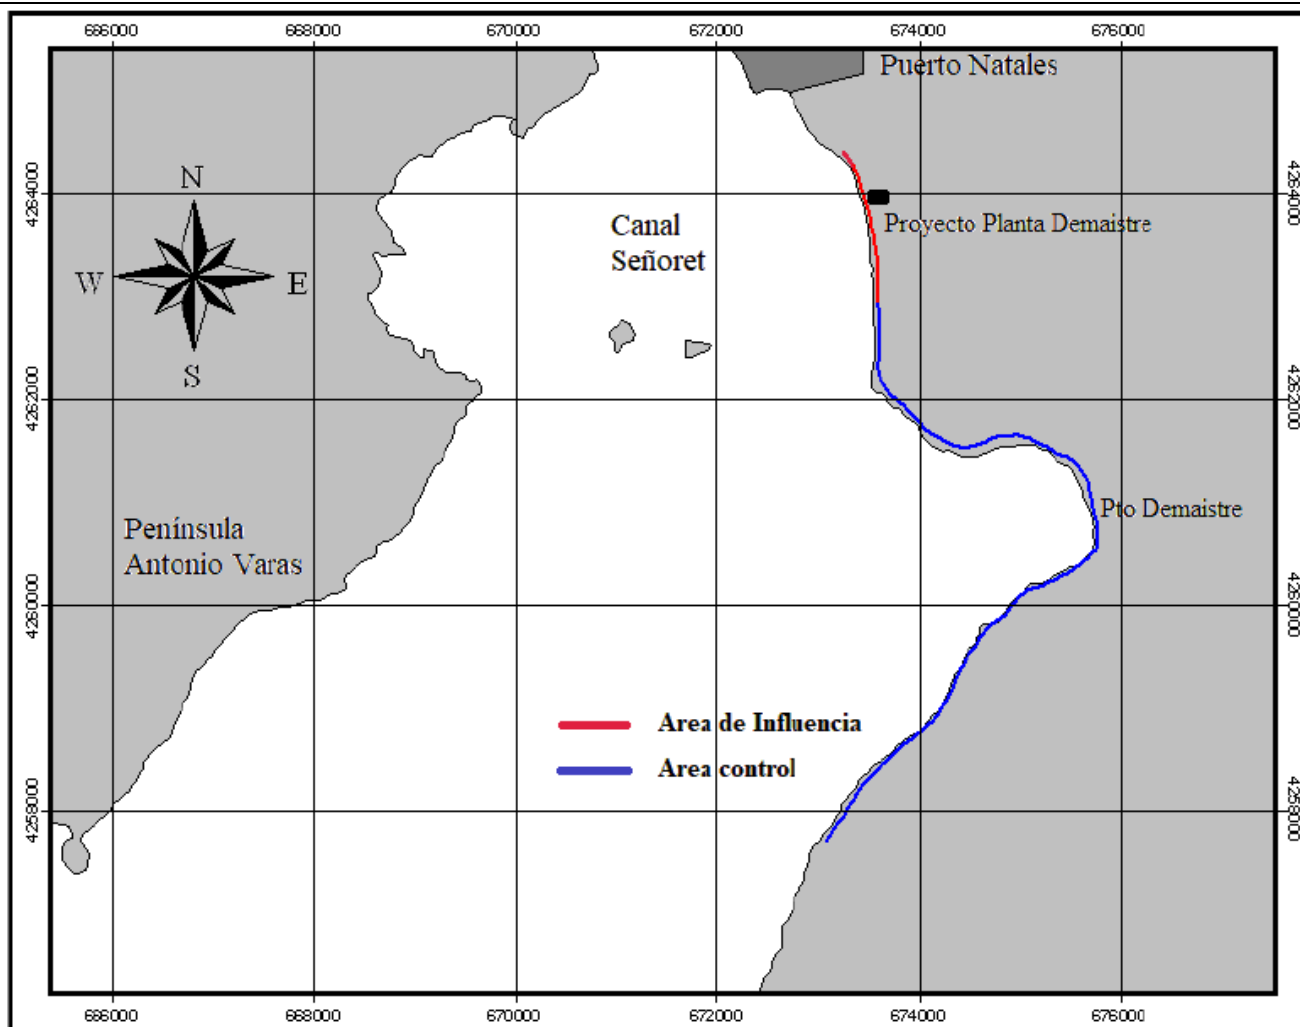 666000 668000 670000 672000 674000 676000
Puerto Natales
4264000 4264000
N
Canal
Señoret
Proyecto Planta Demaistre
W E
S
4262000 4262000
Pto Demaistre
Península
Antonio Varas
4260000 4260000
Area de Influencia
Area control
4258000 4258000
666000 668000 670000 672000 674000 676000